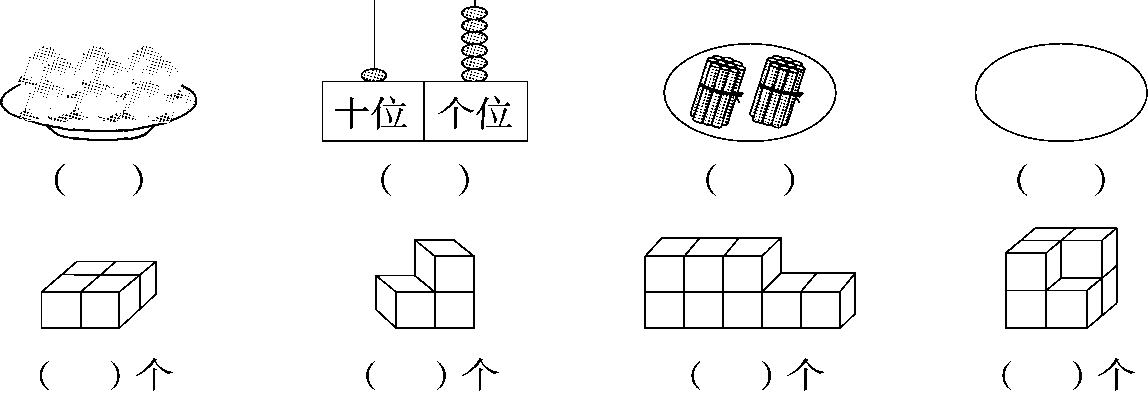 十位 个位
( ) ( ) ( ) ( )
( )个 ( )个 ( )个 ( )个